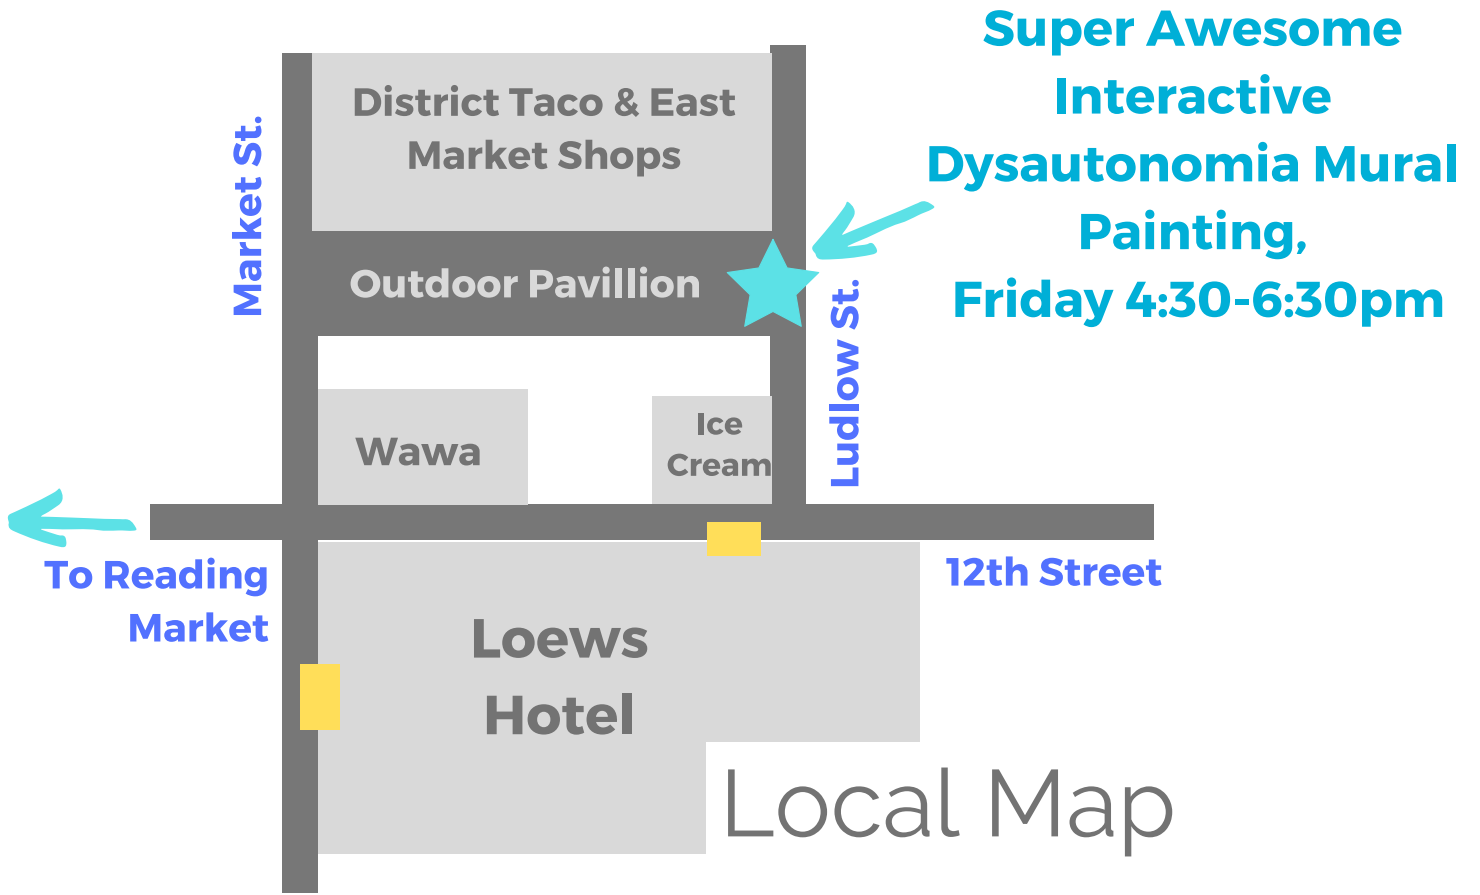 Super Awesome
Interactive
Dysautonomia Mural
Painting,
Friday 4:30-6:30pm
District Taco & East
Market Shops
Market St.
Outdoor Pavillion
Ludlow St.
Wawa
Ice
Cream
To Reading
Market
12th Street
Loews
Hotel
Local Map